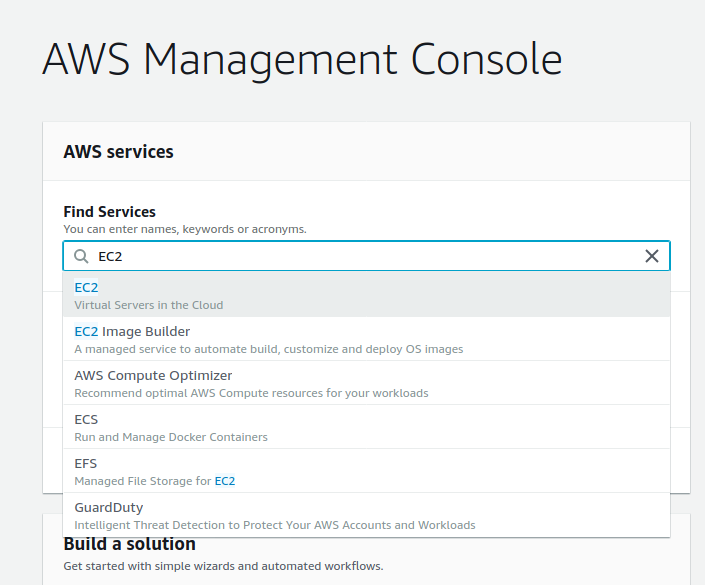 AWS Management Console
AWS services
Find Services
You can enter names, keywords or acronyms.
EC2
EC2
Virtual Servers in the Cloud
EC2 Image Builder
A managed service to automate build, customize and deploy OS images
AWS Compute Optimizer
Recommend optimal AWS Compute resources for your workloads
ECS
Run and Manage Docker Containers
EFS
Managed File Storage for EC2
GuardDuty
Intelligent Threat Detection to Protect Your AWS Accounts and Workloads
Build a solution
Get started with simple wizards and automated workflows.